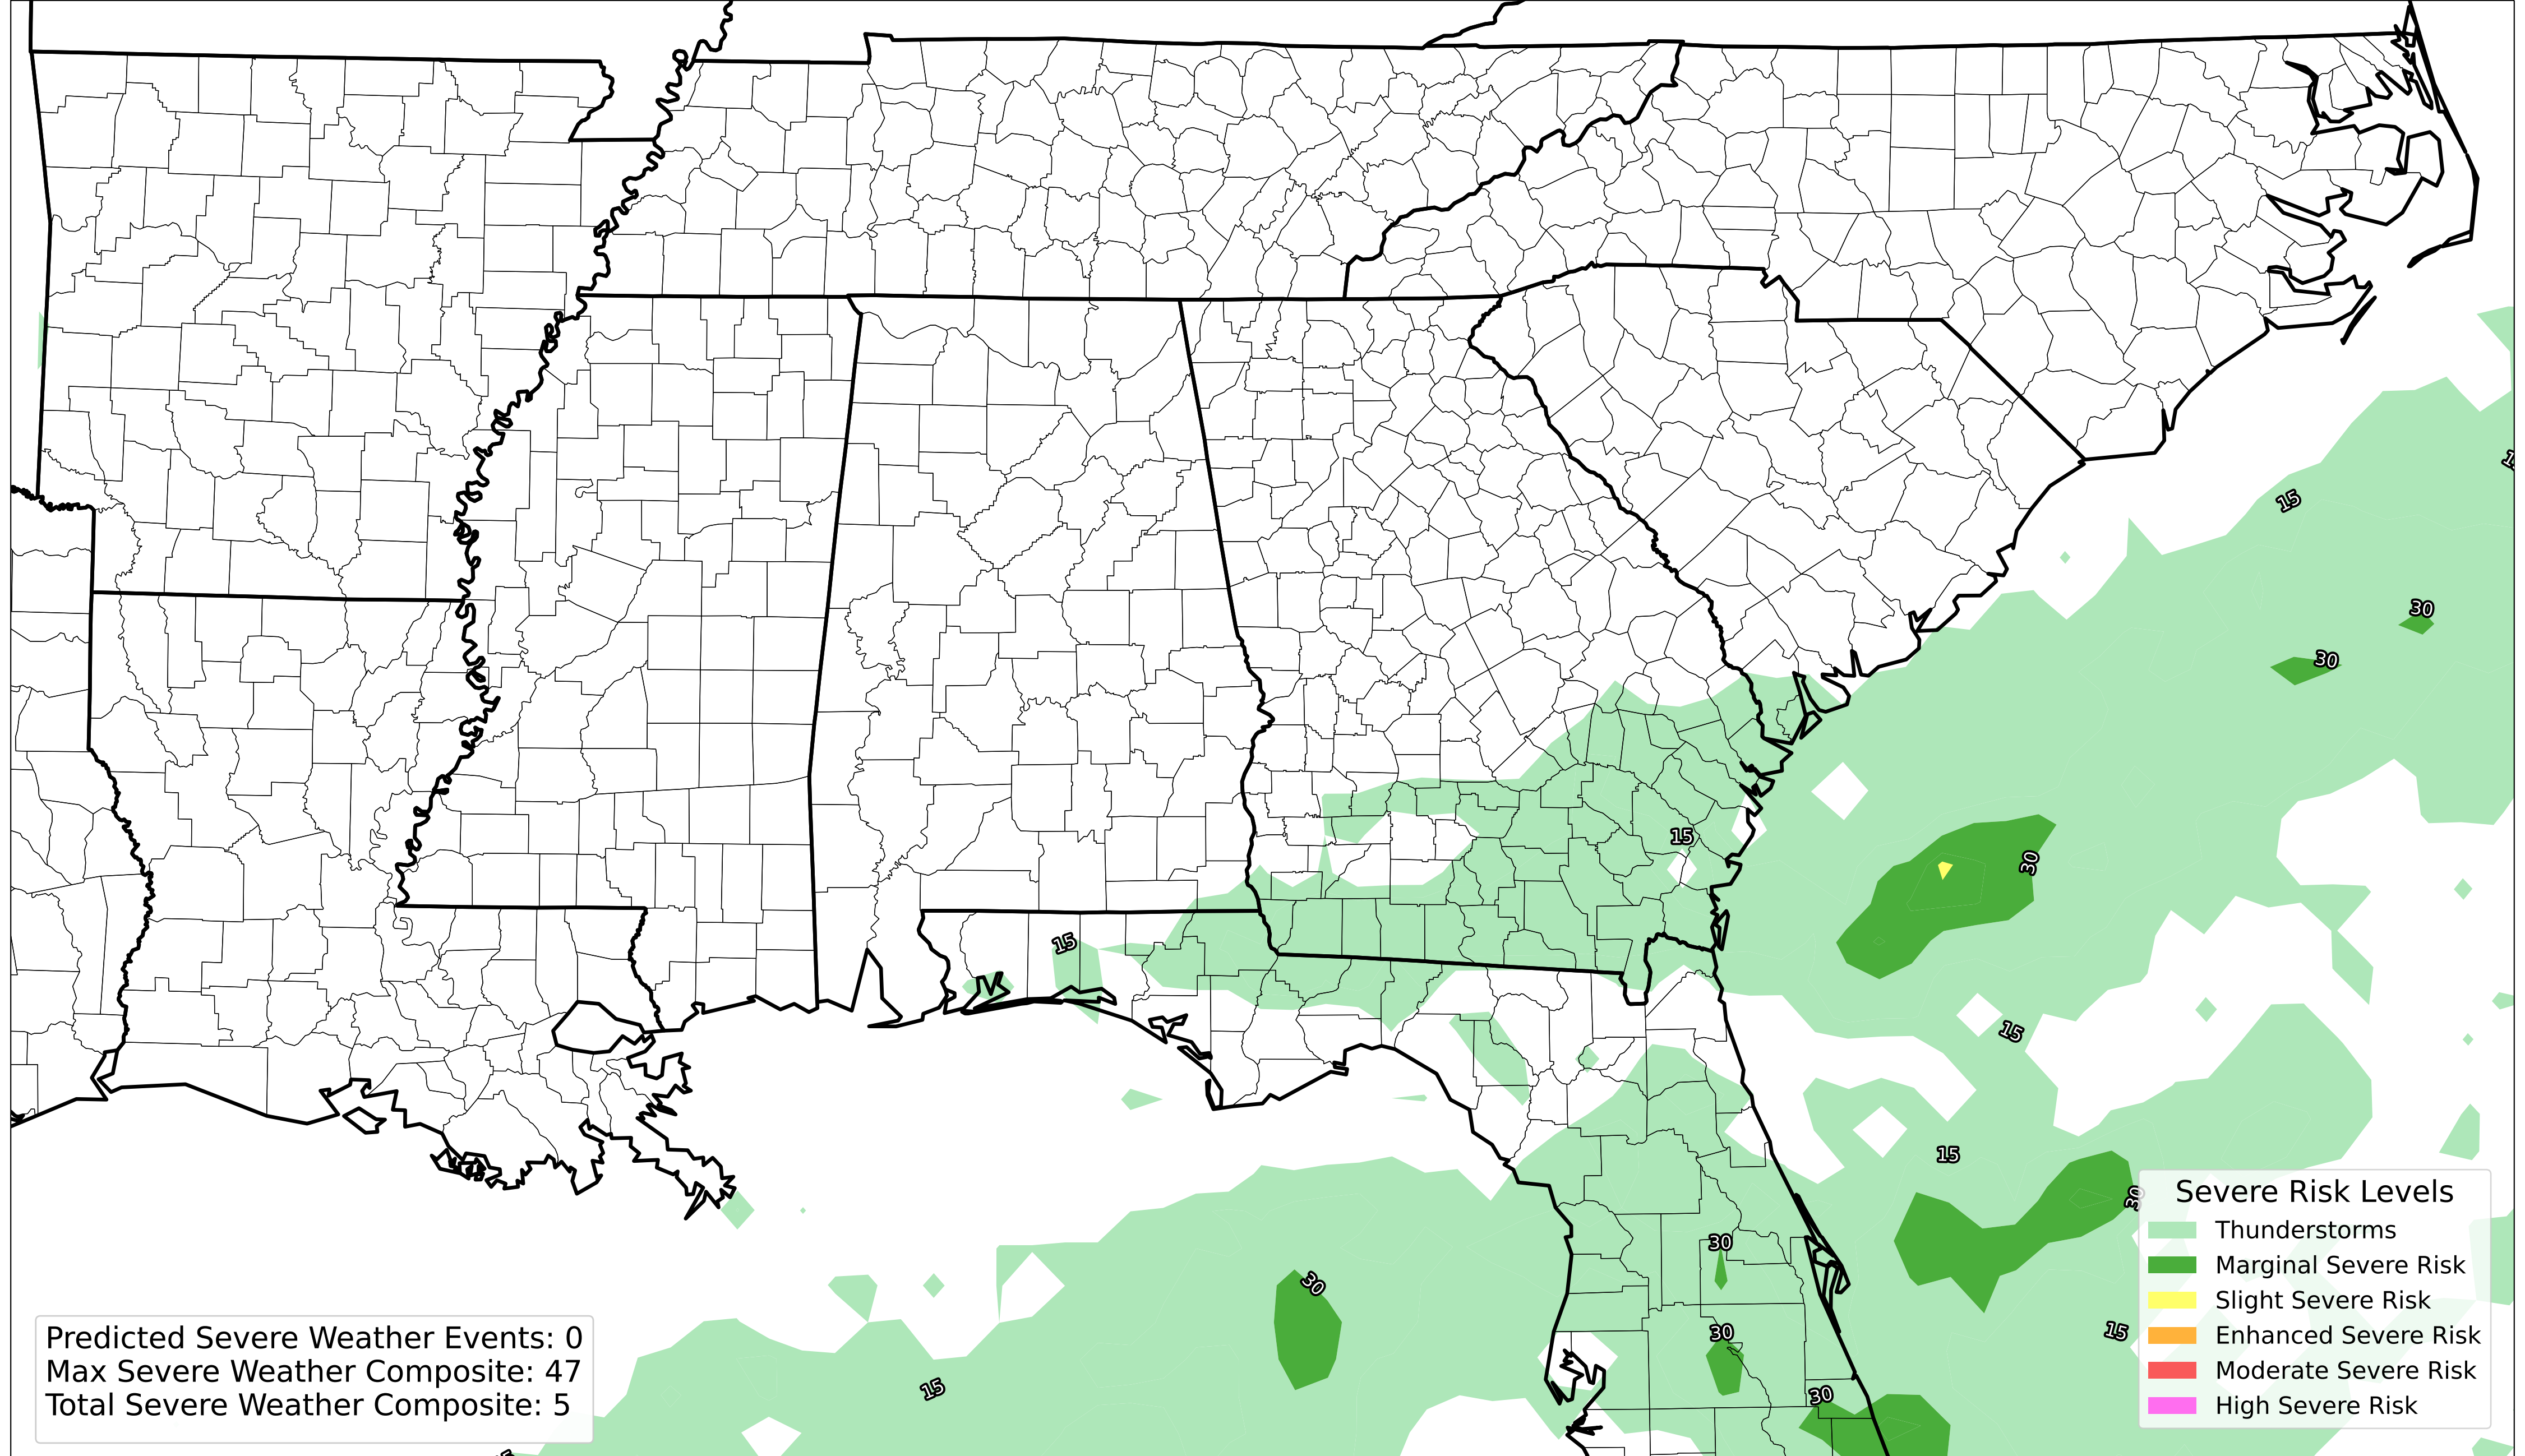 15
15
30
30
15
30
15
15
15
30
30
30
30
15
15
30
Severe Risk Levels
Thunderstorms
Marginal Severe Risk
Slight Severe Risk
Enhanced Severe Risk
Moderate Severe Risk
High Severe Risk
Predicted Severe Weather Events: 0
Max Severe Weather Composite: 47
Total Severe Weather Composite: 5